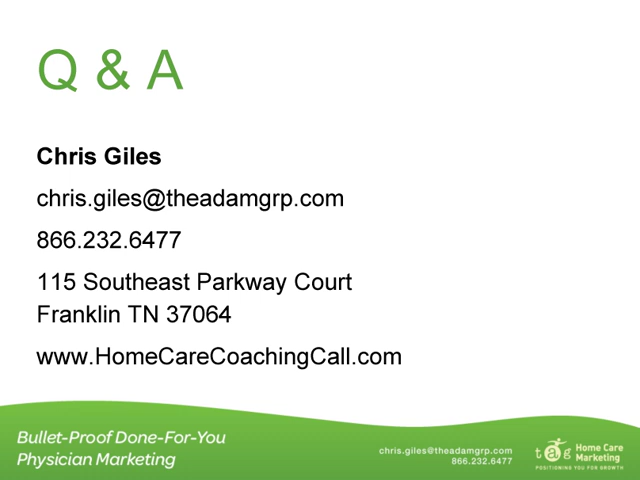 Q & A
Chris Giles
chris.giles@theadamgrp.com
866.232.6477
115 Southeast Parkway Court
Franklin TN 37064
www.HomeCareCoachingCall.com
Bullet-Proof Done-For-You
Physician Marketing
chris.giles@theadamgrp.com
866.232.6477
tag Home Care
Marketing
POSITIONING YOU FOR GROWTH